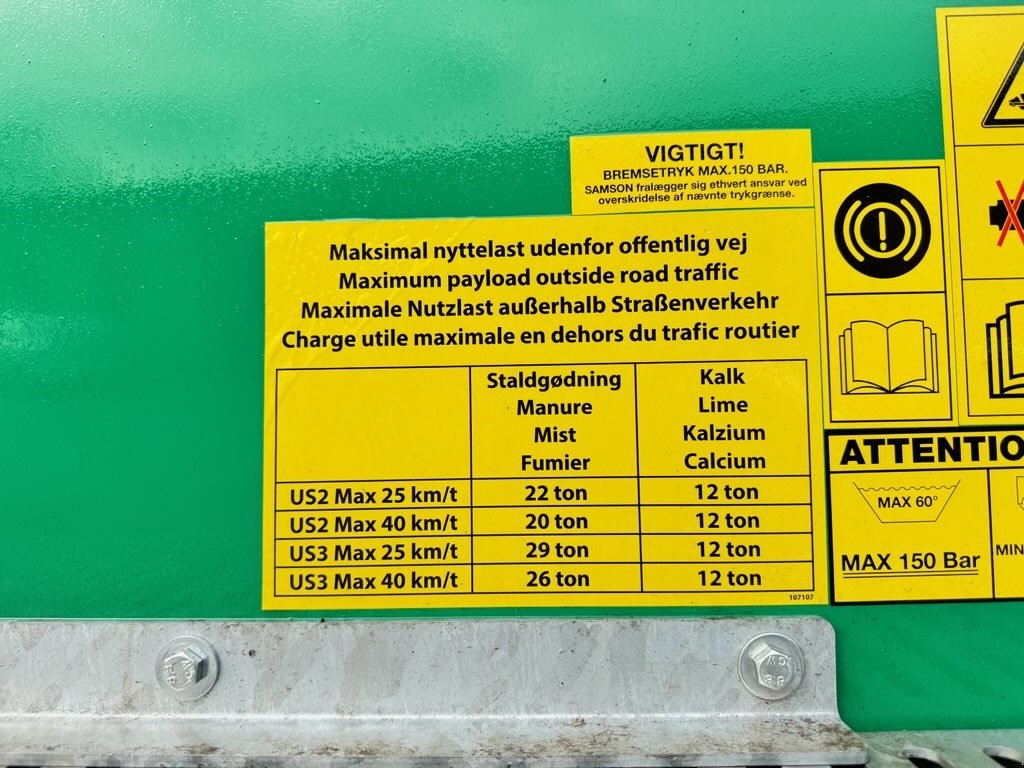 VIGTIGT!
BREMSETRYK MAX.150 BAR.
SAMSON fralægger sig ethvert ansvar ved
overskridelse af nævnte trykgrænse.
Maksimal nyttelast udenfor offentlig vej
Maximum payload outside road traffic
Maximale Nutzlast außerhalb Straßenverkehr
Charge utile maximale en dehors du trafic routier
Staldgødning Kalk
Manure Lime
Mist Kalzium
Fumier Calcium
US2 Max 25 km/t 22 ton 12 ton
US2 Max 40 km/t 20 ton 12 ton
US3 Max 25 km/t 29 ton 12 ton
US3 Max 40 km/t 26 ton 12 ton
107107
ATTENTIO
MAX 60°
MAX 150 Bar
MIN